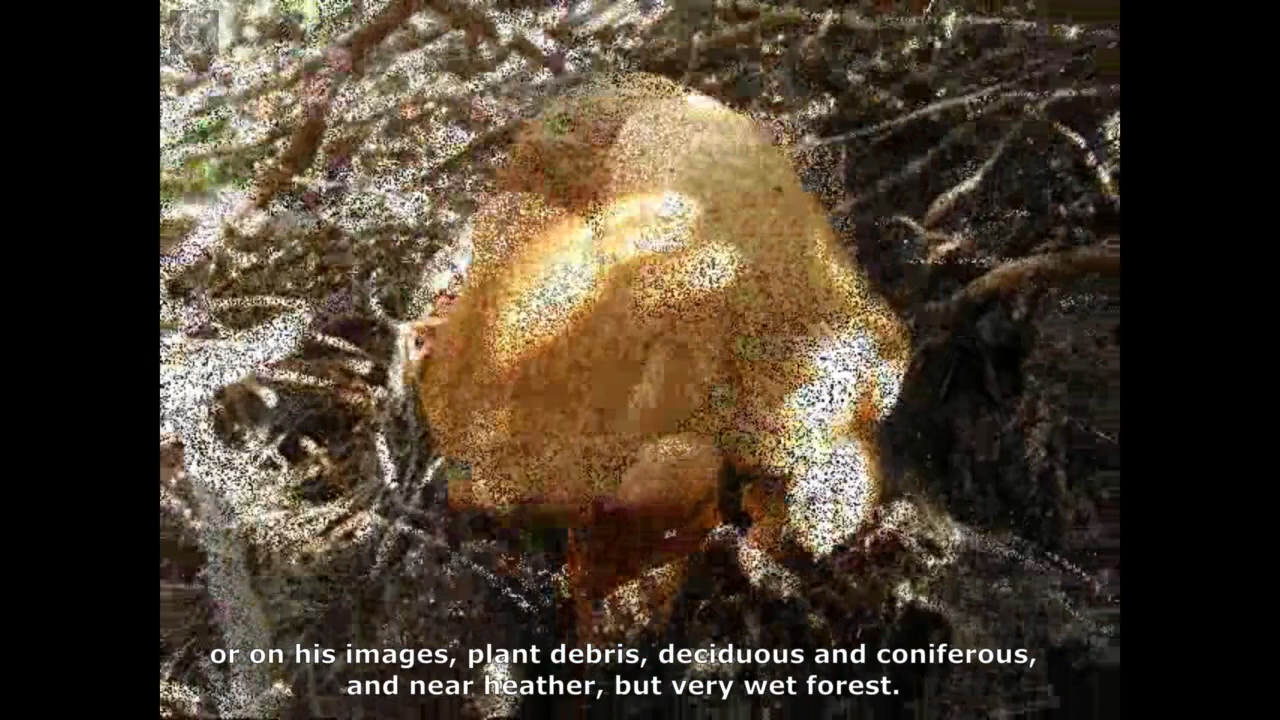 or on his images, plant debris, deciduous and coniferous,
and near heather, but very wet forest.